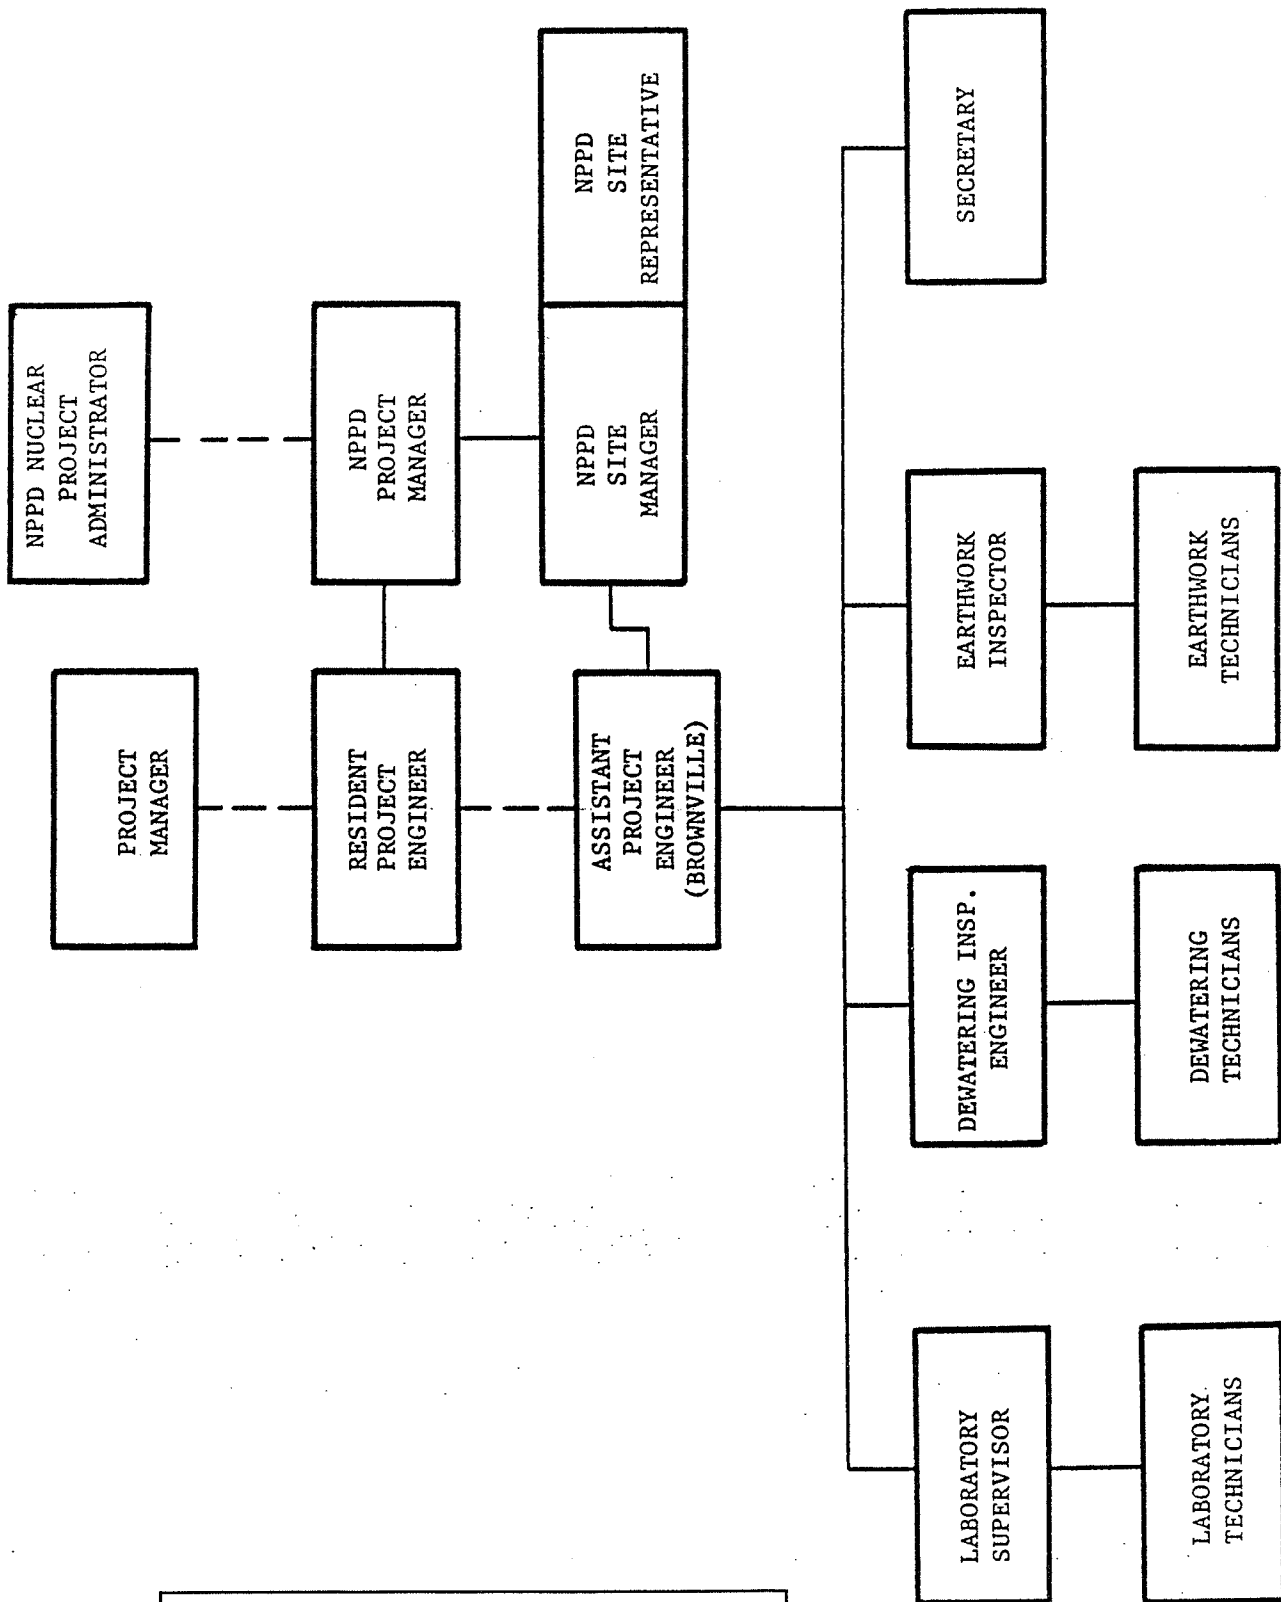 NPPD NUCLEAR
PROJECT
ADMINISTRATOR
PROJECT
MANAGER
NPPD
PROJECT
MANAGER
RESIDENT
PROJECT
ENGINEER
NPPD
SITE
MANAGER
NPPD
SITE
REPRESENTATIVE
ASSISTANT
PROJECT
ENGINEER
(BROWNVILLE)
LABORATORY
SUPERVISOR
DEWATERING INSP.
ENGINEER
EARTHWORK
INSPECTOR
SECRETARY
LABORATORY
TECHNICIANS
DEWATERING
TECHNICIANS
EARTHWORK
TECHNICIANS